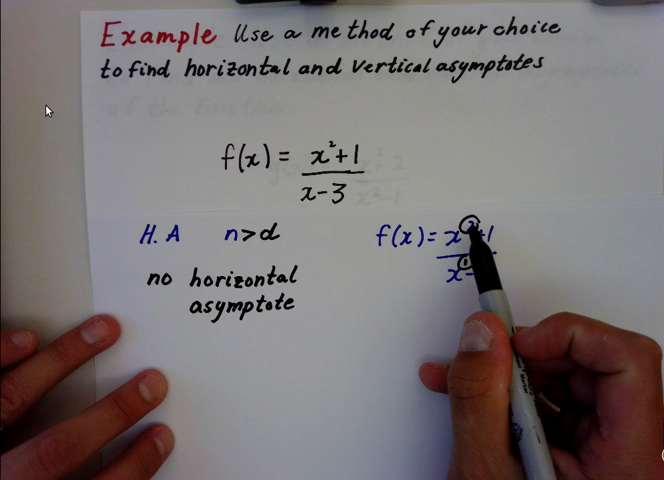 Example Use a method of your choice
to find horizontal and vertical asymptotes
f(x) = x²+1
x-3
H.A n>d
no horizontal
asymptote
f(x) = x²+1
x